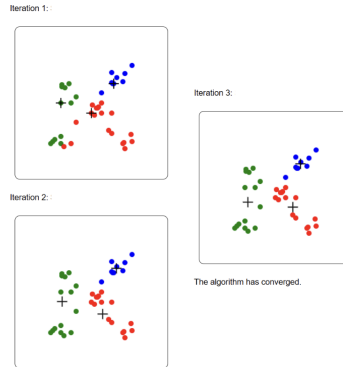 Iteration 1:
Iteration 2:
Iteration 3:
The algorithm has converged.